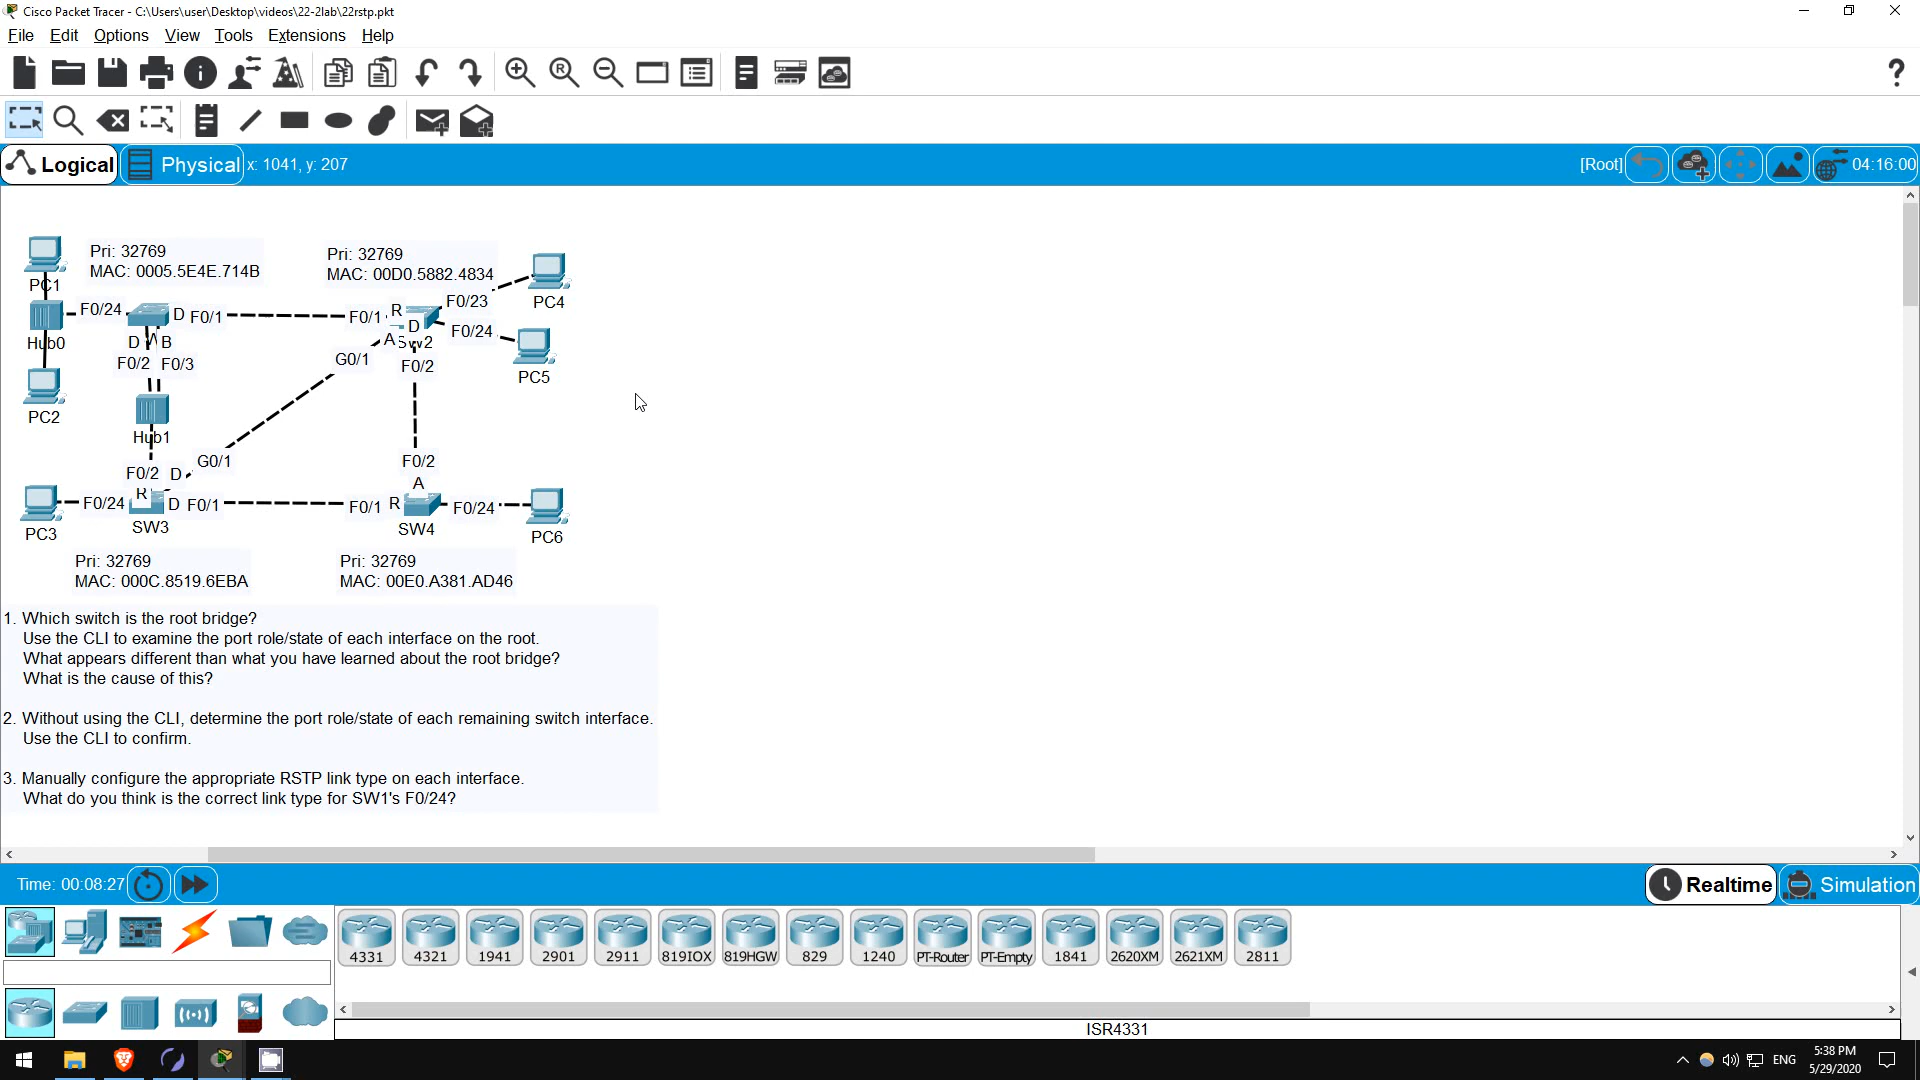 Cisco Packet Tracer - C:\Users\user\Desktop\videos\22-2lab\22rstp.pkt
File Edit Options View Tools Extensions Help
Logical Physical x: 1041, y: 207 [Root] 04:16:00
Pri: 32769
MAC: 0005.5E4E.714B
Pri: 32769
MAC: 00D0.5882.4834
PC1
F0/23
PC4
F0/24 D F0/1 F0/1 R
D
F0/24
Hub0
D B
A
F0/2 F0/3
G0/1
F0/2
PC5
PC2
Hub1
G0/1
F0/2
F0/2 D
A
R
F0/24 D F0/1 F0/1 R F0/24
PC3
SW3
SW4
PC6
Pri: 32769
MAC: 000C.8519.6EBA
Pri: 32769
MAC: 00E0.A381.AD46
1. Which switch is the root bridge?
Use the CLI to examine the port role/state of each interface on the root.
What appears different than what you have learned about the root bridge?
What is the cause of this?
2. Without using the CLI, determine the port role/state of each remaining switch interface.
Use the CLI to confirm.
3. Manually configure the appropriate RSTP link type on each interface.
What do you think is the correct link type for SW1's F0/24?
Time: 00:08:27
Realtime Simulation
4331 4321 1941 2901 2911 819IOX 819HGW 829 1240 PT-Router PT-Empty 1841 2620XM 2621XM 2811
ISR4331
ENG
5:38 PM
5/29/2020